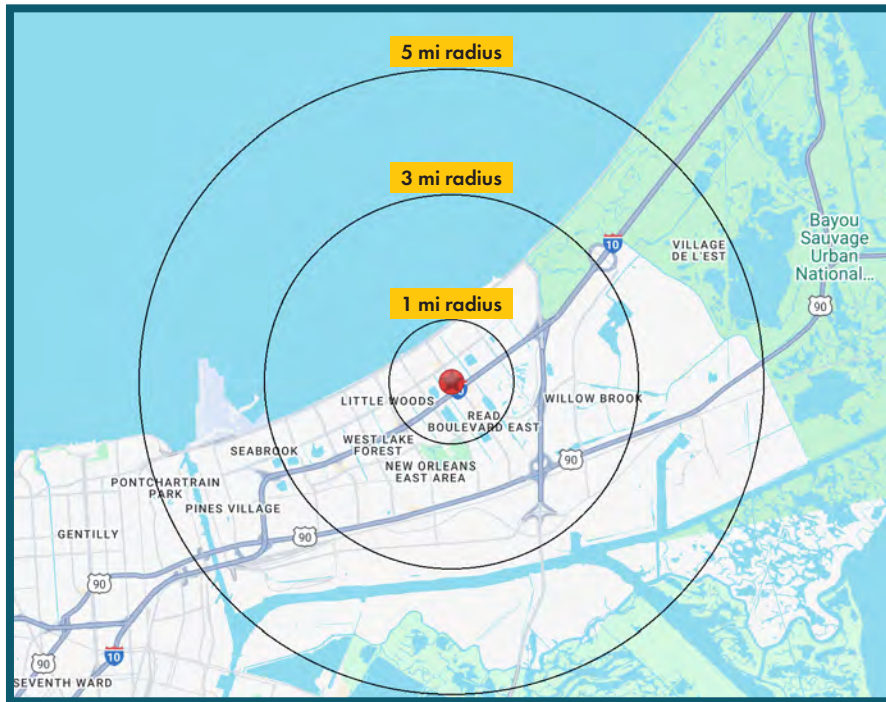 5 mi radius
3 mi radius
10
VILLAGE
DE L'EST
Bayou
Sauvage
Urban
National...
90
1 mi radius
LITTLE WOODS
READ
BOULEVARD EAST
WILLOW BROOK
WEST LAKE
FOREST
SEABROOK
NEW ORLEANS
EAST AREA
90
PONTCHARTRAIN
PARK
PINES VILLAGE
GENTILLY
90
90
10
90
SEVENTH WARD